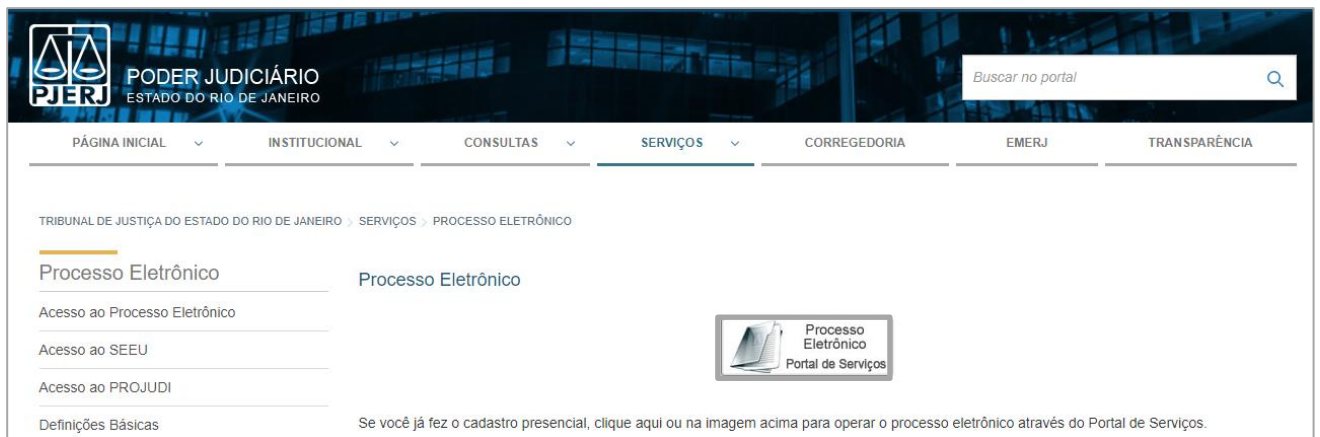 PJERJ
PODER JUDICIÁRIO
ESTADO DO RIO DE JANEIRO
Buscar no portal
PÁGINA INICIAL INSTITUCIONAL CONSULTAS SERVIÇOS CORREGEDORIA EMERJ TRANSPARÊNCIA
TRIBUNAL DE JUSTIÇA DO ESTADO DO RIO DE JANEIRO > SERVIÇOS > PROCESSO ELETRÔNICO
Processo Eletrônico
Acesso ao Processo Eletrônico
Acesso ao SEEU
Acesso ao PROJUDI
Definições Básicas
Processo Eletrônico
Processo
Eletrônico
Portal de Serviços
Se você já fez o cadastro presencial, clique aqui ou na imagem acima para operar o processo eletrônico através do Portal de Serviços.